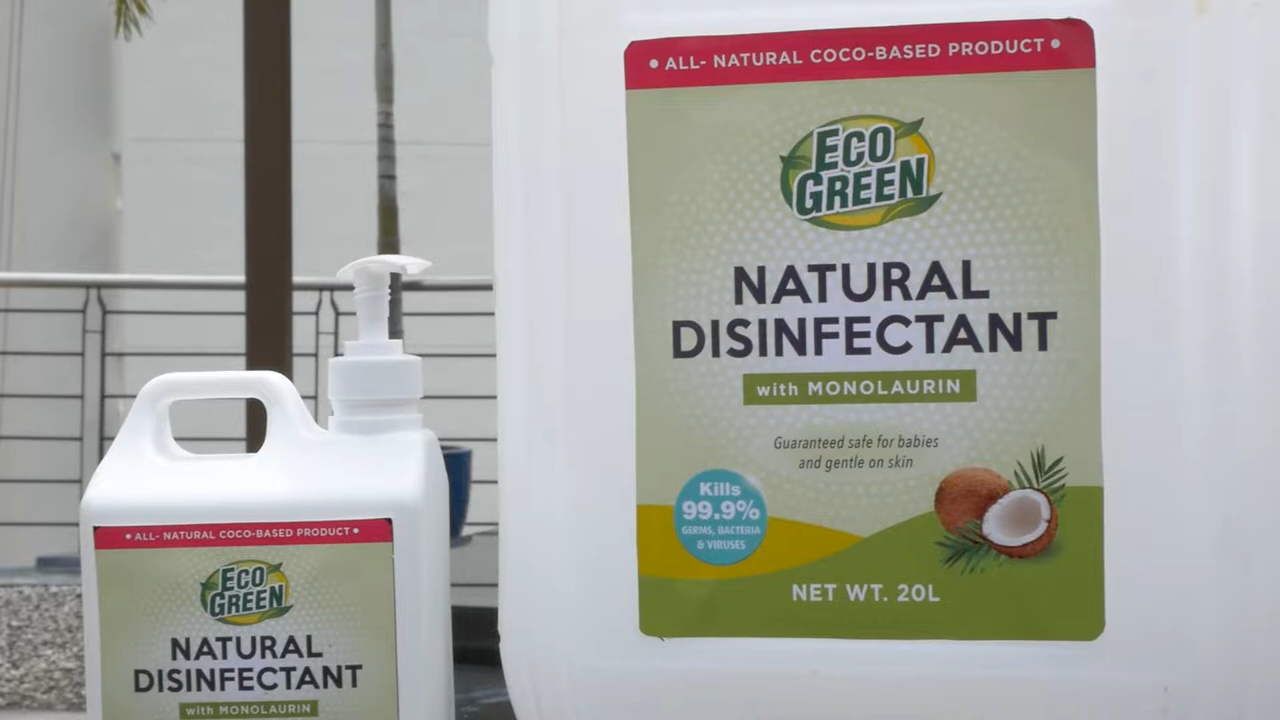 • ALL- NATURAL COCO-BASED PRODUCT •
ECO
GREEN
NATURAL
DISINFECTANT
with MONOLAURIN
Guaranteed safe for babies
and gentle on skin
Kills
99.9%
GERMS, BACTERIA
& VIRUSES
NET WT. 20L
• ALL- NATURAL COCO-BASED PRODUCT •
ECO
GREEN
NATURAL
DISINFECTANT
with MONOLAURIN